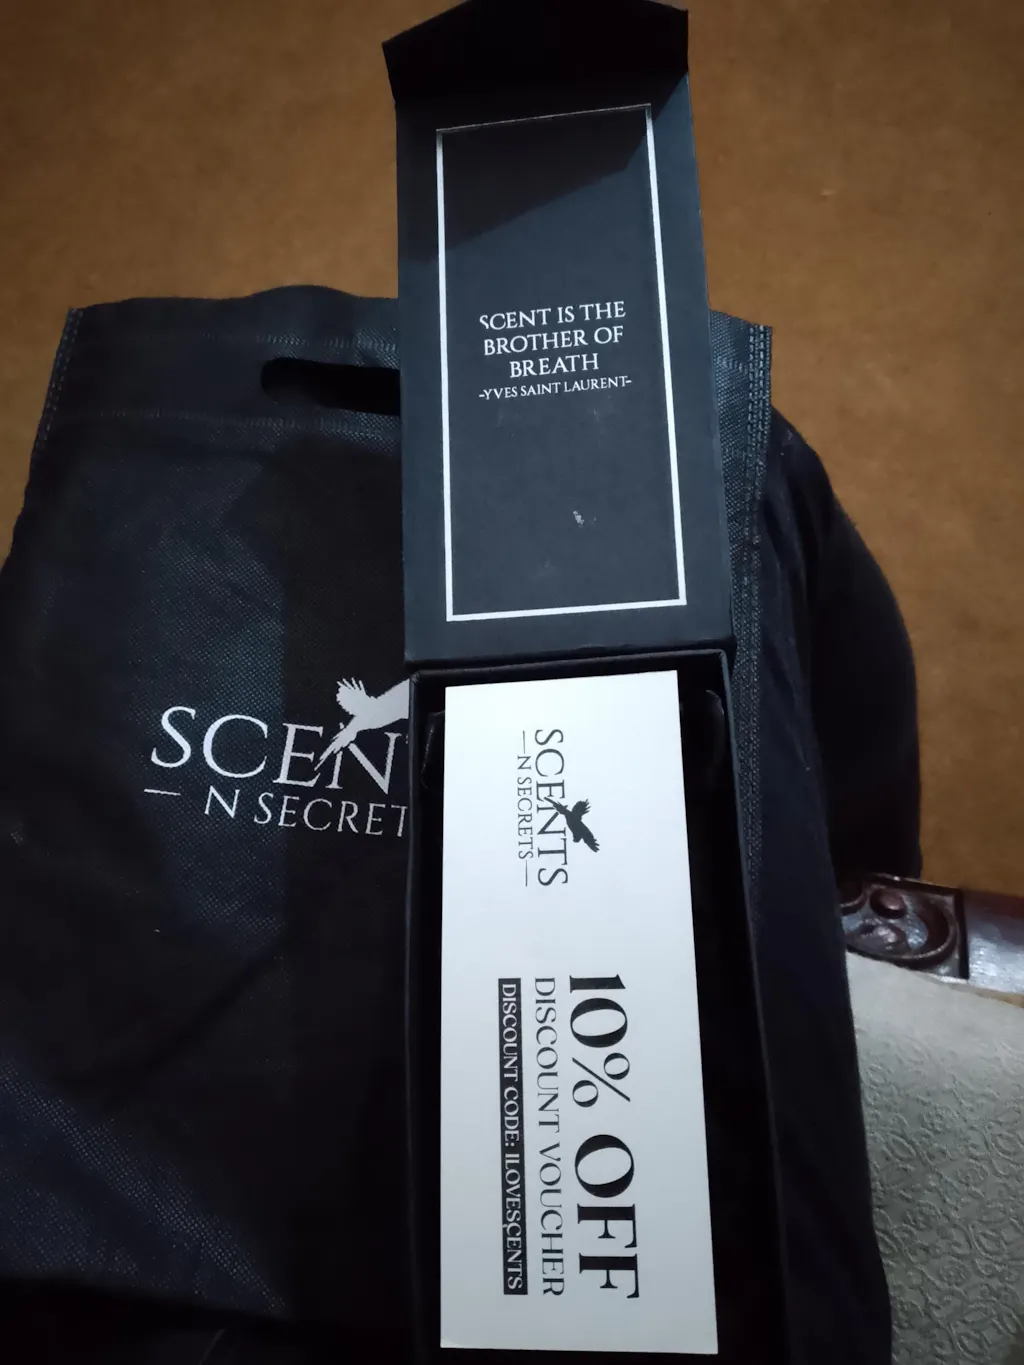 SCENT IS THE
BROTHER OF
BREATH
-YVES SAINT LAURENT-
SCENT
— N SECRET
SCENTS
— N SECRETS —
10% OFF
DISCOUNT VOUCHER
DISCOUNT CODE: ILOVESCENTS